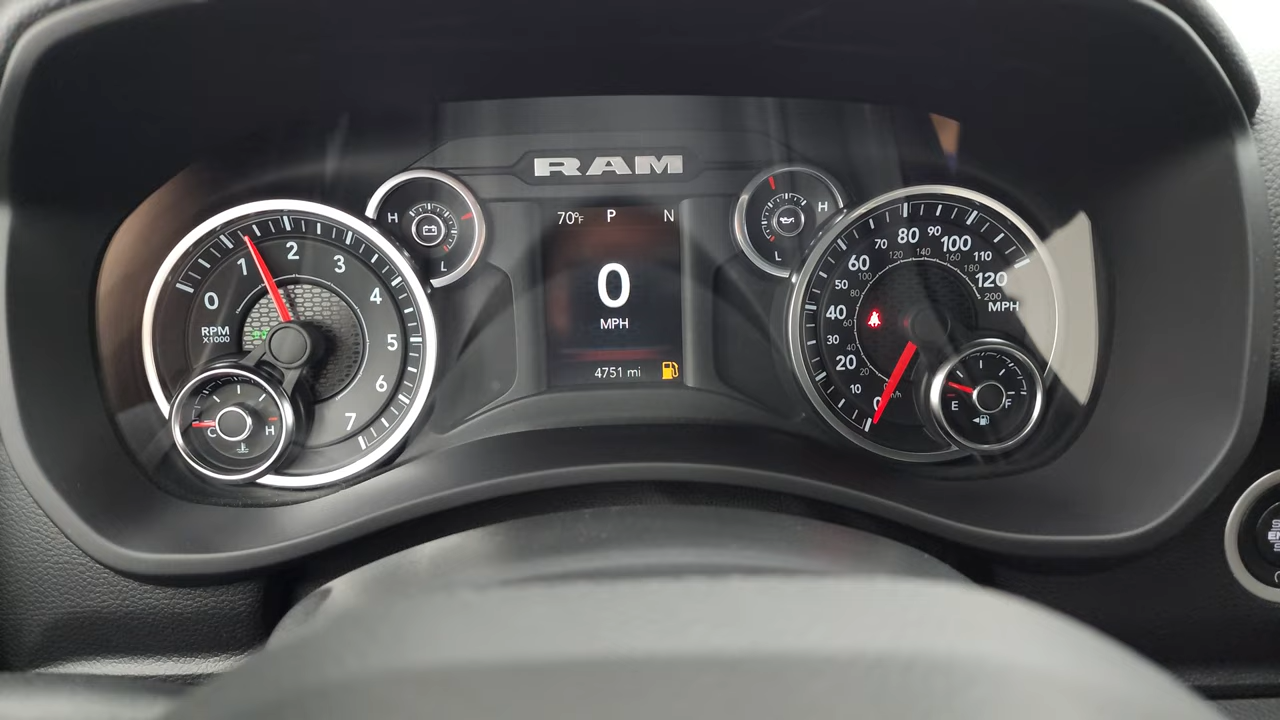 RAM
70°F P N
0
MPH
4751 mi
0 1 2 3 4 5 6 7
RPM
X1000
C H
H
L
H
L
0 10 20 30 40 60 70 80 90 100 110 120
MPH
20 40 60 80 100 120 140 160 180 200
E F